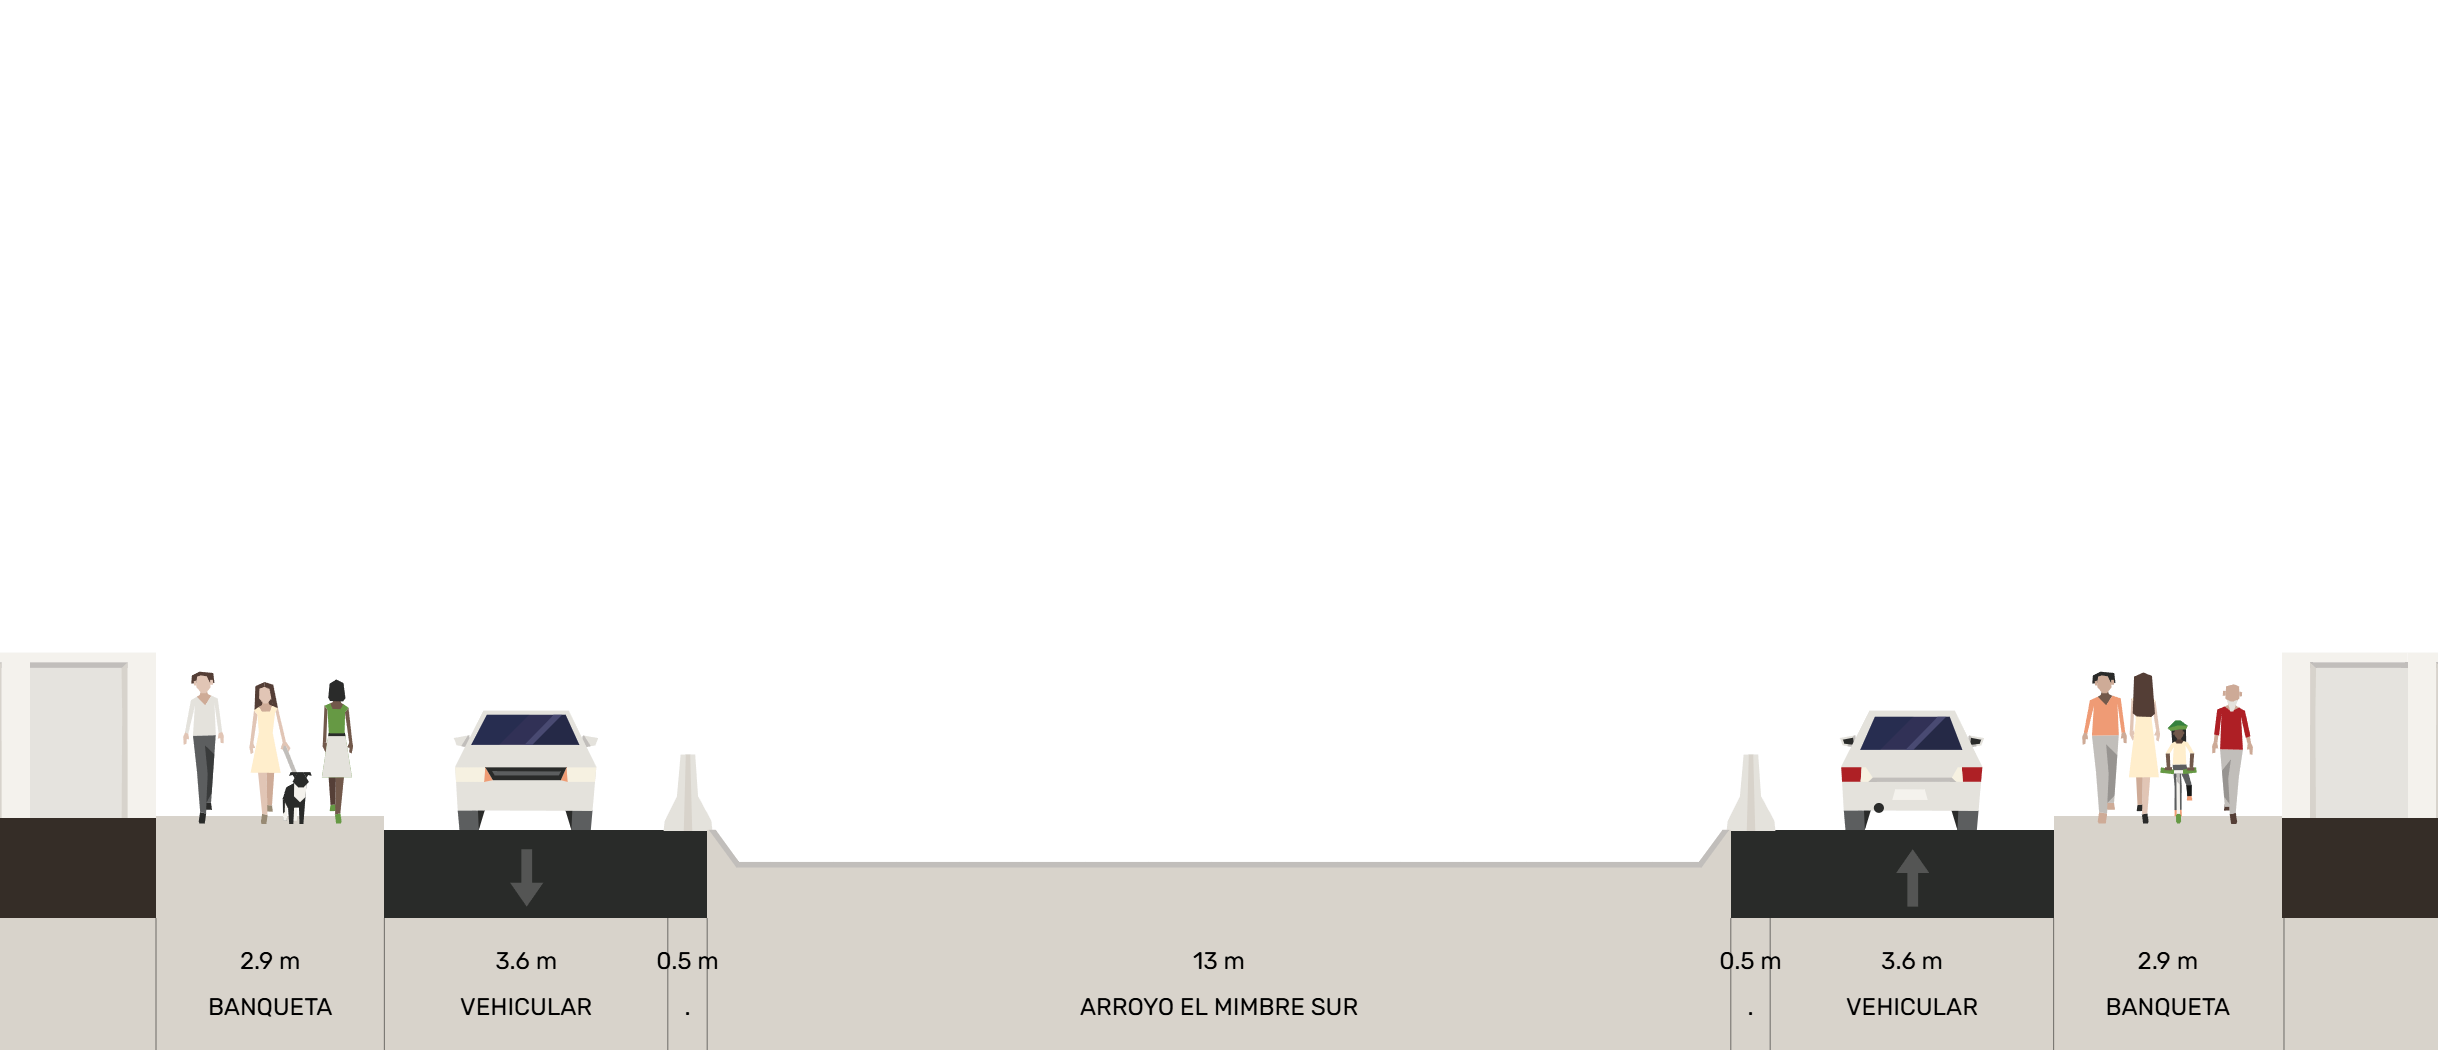 2.9 m
3.6 m
0.5 m
13 m
0.5 m
3.6 m
2.9 m
BANQUETA
VEHICULAR
.
ARROYO EL MIMBRE SUR
.
VEHICULAR
BANQUETA